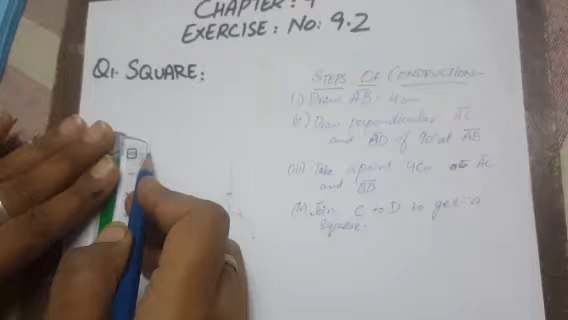 CHAPTER: 9
EXERCISE: NO: 9.2
Q1. SQUARE:
STEPS OF CONSTRUCTION
(i) Draw AB = 4cm
(ii) Draw perpendicular AC
and BD of 90° at AB
(iii) Take a point 4cm on AC
and BD
(iv) Join C to D to get a
square.